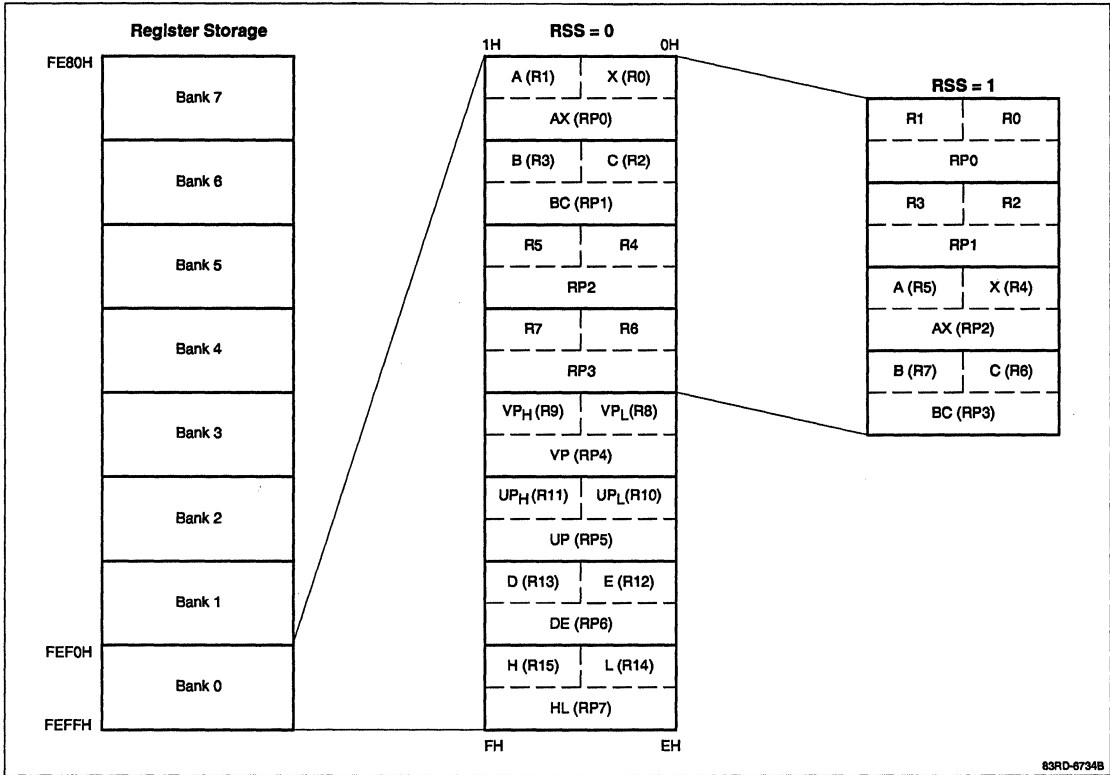 Register Storage
FE80H
Bank 7
Bank 6
Bank 5
Bank 4
Bank 3
Bank 2
Bank 1
FEF0H
Bank 0
FEFFH
RSS = 0
1H 0H
A (R1) X (R0)
AX (RP0)
B (R3) C (R2)
BC (RP1)
R5 R4
RP2
R7 R6
RP3
VPH (R9) VPL(R8)
VP (RP4)
UPH (R11) UPL(R10)
UP (RP5)
D (R13) E (R12)
DE (RP6)
H (R15) L (R14)
HL (RP7)
FH EH
RSS = 1
R1 R0
RP0
R3 R2
RP1
A (R5) X (R4)
AX (RP2)
B (R7) C (R6)
BC (RP3)
83RD-6734B